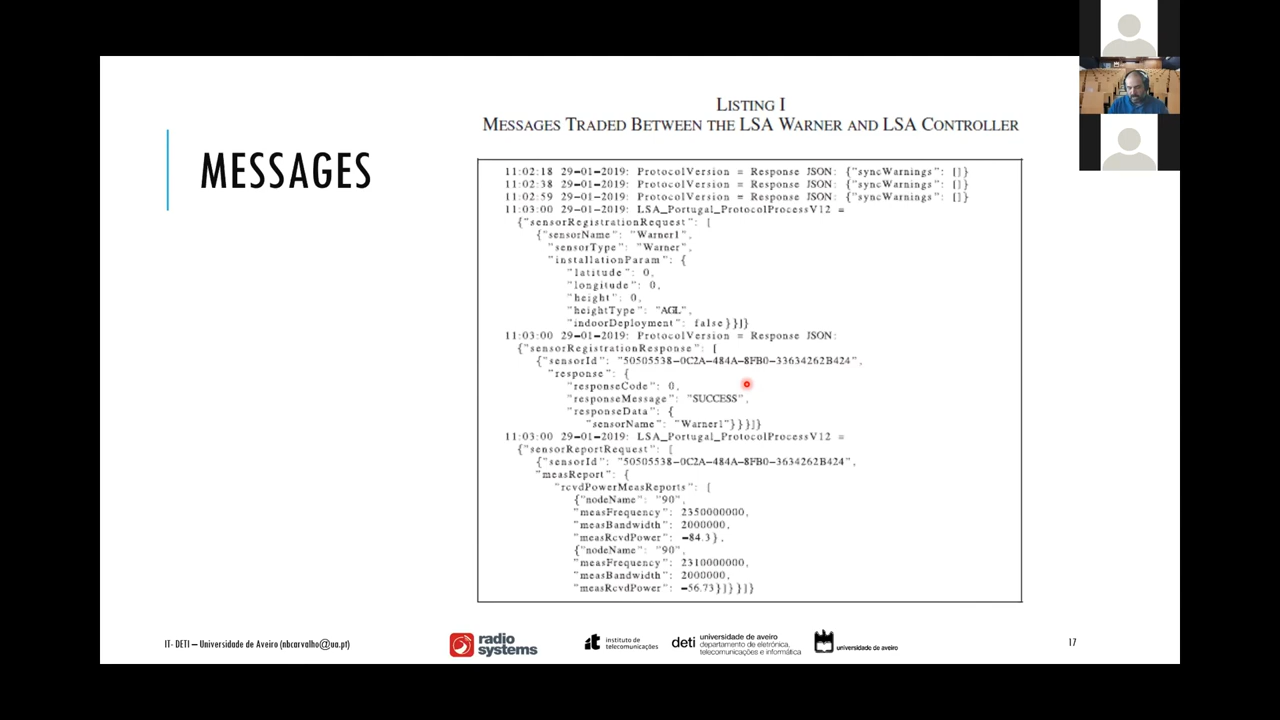 LISTING I
MESSAGES TRADED BETWEEN THE LSA WARNER AND LSA CONTROLLER
MESSAGES
11:02:18 29-01-2019: ProtocolVersion = Response JSON: {"syncWarnings": []}
11:02:38 29-01-2019: ProtocolVersion = Response JSON: {"syncWarnings": []}
11:02:59 29-01-2019: ProtocolVersion = Response JSON: {"syncWarnings": []}
11:03:00 29-01-2019: LSA_Portugal_ProtocolProcessV12 =
{"sensorRegistrationRequest": [
{"sensorName": "Warner1",
"sensorType": "Warner",
"installationParam": {
"latitude": 0,
"longitude": 0,
"height": 0,
"heightType": "AGL",
"indoorDeployment": false}}]}
11:03:00 29-01-2019: ProtocolVersion = Response JSON:
{"sensorRegistrationResponse": [
{"sensorId": "50505538-0C2A-484A-8FB0-33634262B424",
"response": {
"responseCode": 0,
"responseMessage": "SUCCESS",
"responseData": {
"sensorName": "Warner1"}}}]}
11:03:00 29-01-2019: LSA_Portugal_ProtocolProcessV12 =
{"sensorReportRequest": [
{"sensorId": "50505538-0C2A-484A-8FB0-3634262B424",
"measReport": {
"rcvdPowerMeasReports": [
{"nodeName": "90",
"measFrequency": 2350000000,
"measBandwidth": 2000000,
"measRcvdPower": -84.3},
{"nodeName": "90",
"measFrequency": 2310000000,
"measBandwidth": 2000000,
"measRcvdPower": -56.73}]}}]}
IT- DETI – Universidade de Aveiro (nbcarvalho@ua.pt)
radio
systems
it instituto de
telecomunicações
deti universidade de aveiro
departamento de eletrónica,
telecomunicações e informática
universidade de aveiro
17